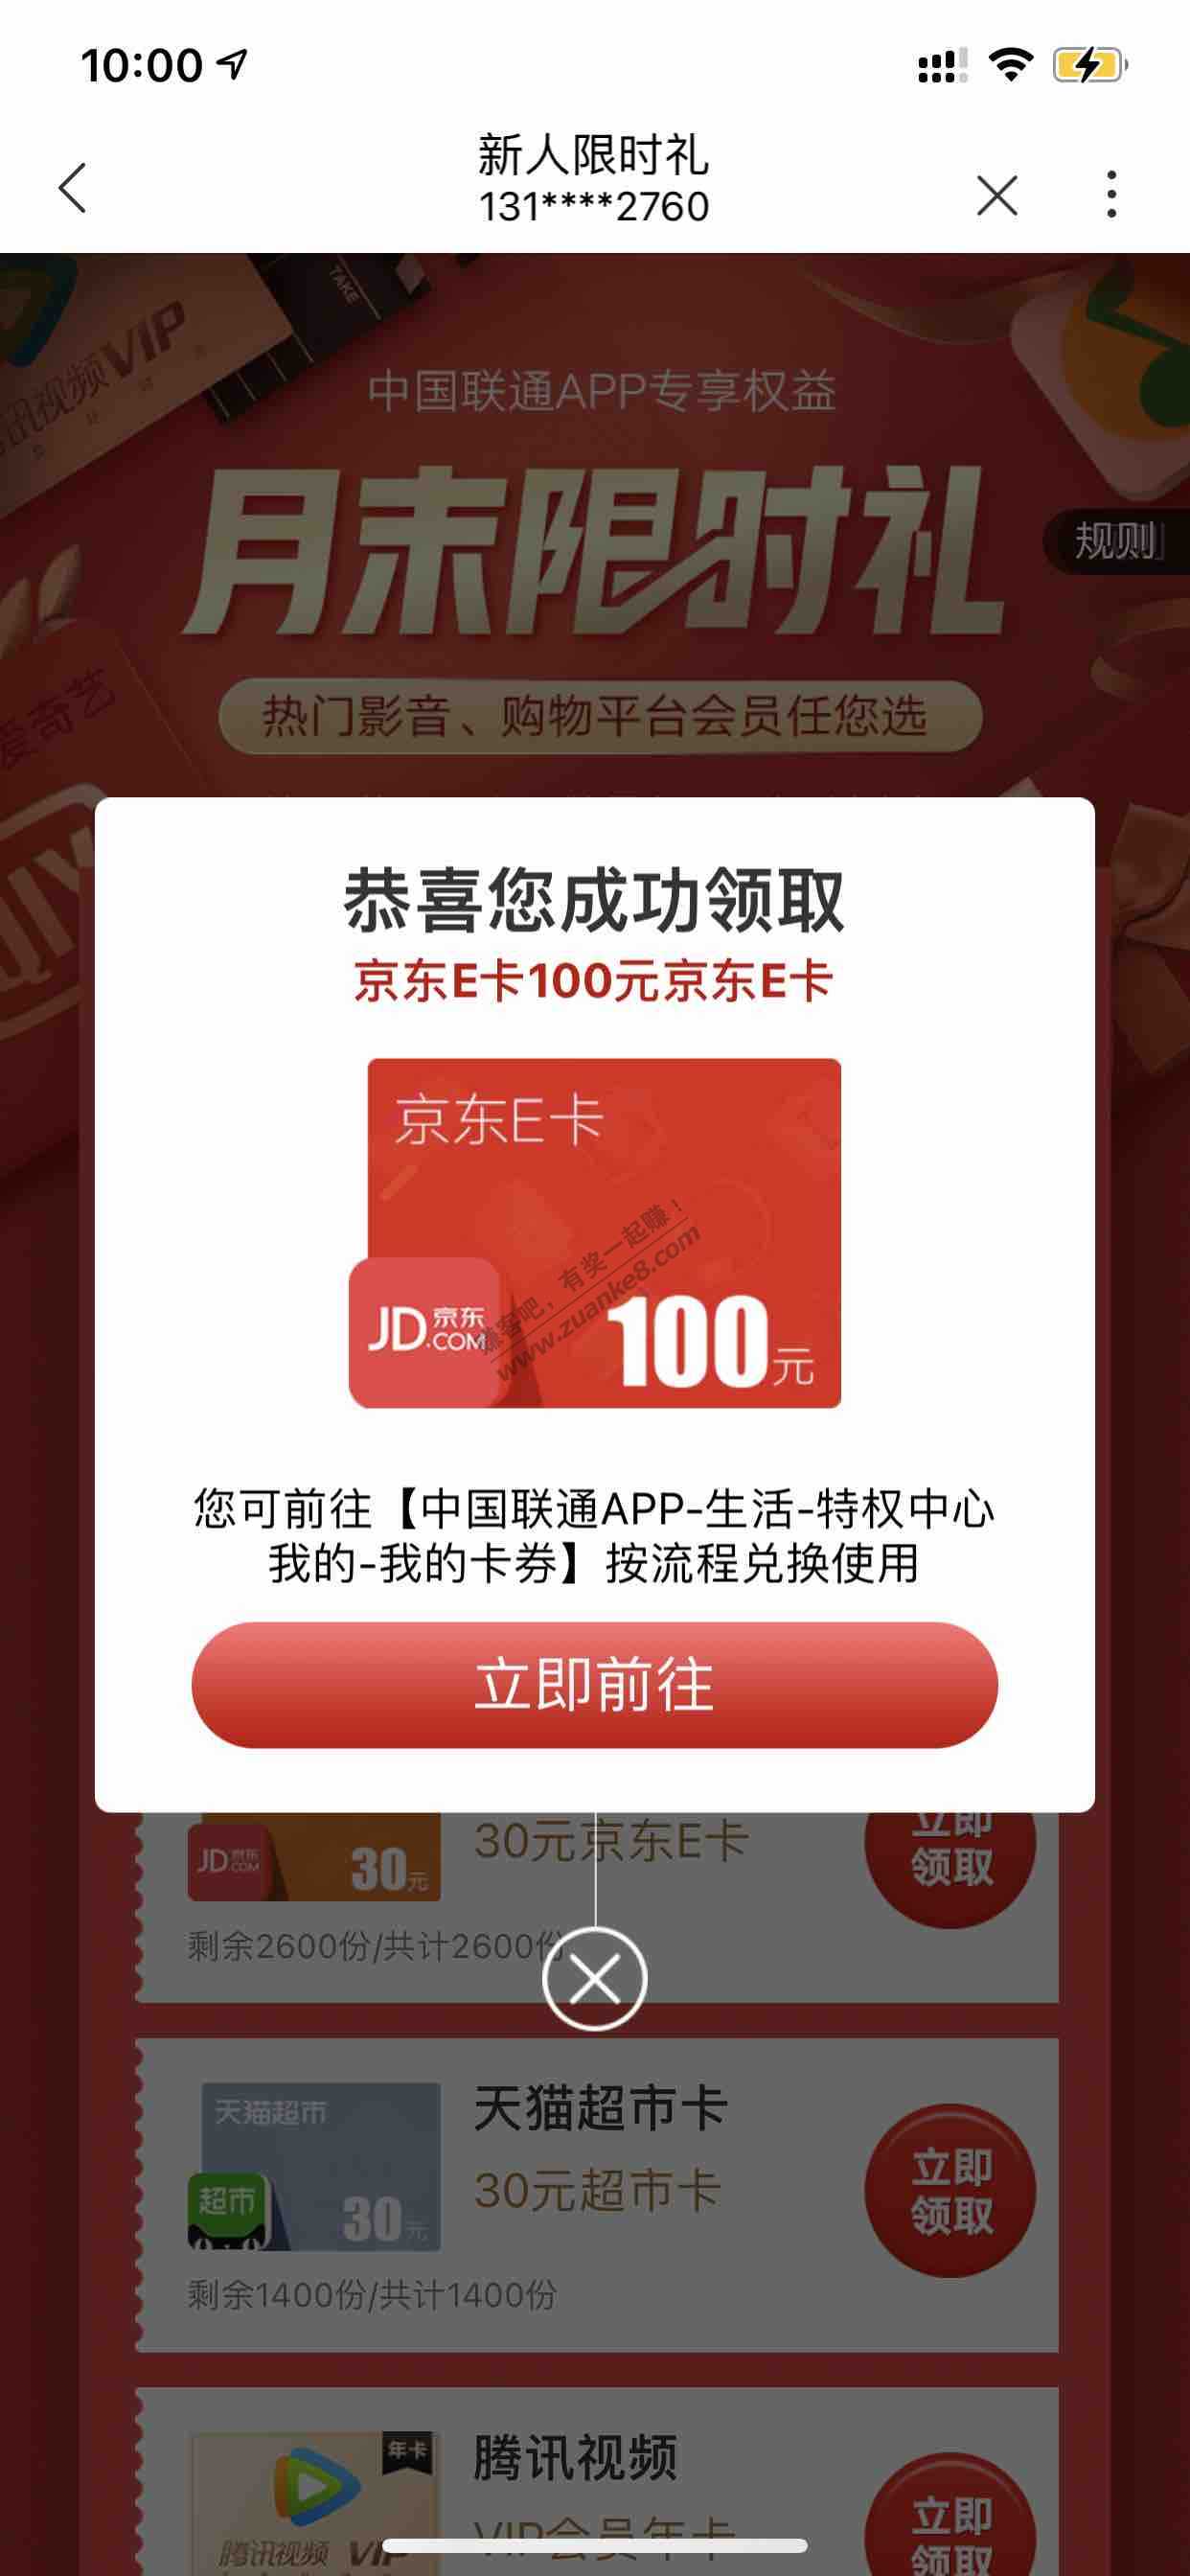 10:00
新人限时礼
131****2760
TAKE
讯视频VIP
中国联通APP专享权益
月末限时礼
规则
爱奇艺
热门影音、购物平台会员任您选
恭喜您成功领取
京东E卡100元京东E卡
京东E卡
JD京东
.COM
100元
赚客吧，有奖一起赚！
www.zuanke8.com
您可前往【中国联通APP-生活-特权中心
我的-我的卡券】按流程兑换使用
立即前往
JD京东
.COM
30元
30元京东E卡
立即
领取
剩余2600份/共计2600份
天猫超市
超市
30元
天猫超市卡
30元超市卡
立即
领取
剩余1400份/共计1400份
年卡
腾讯视频 VIP
腾讯视频
VIP会员年卡
立即
领取